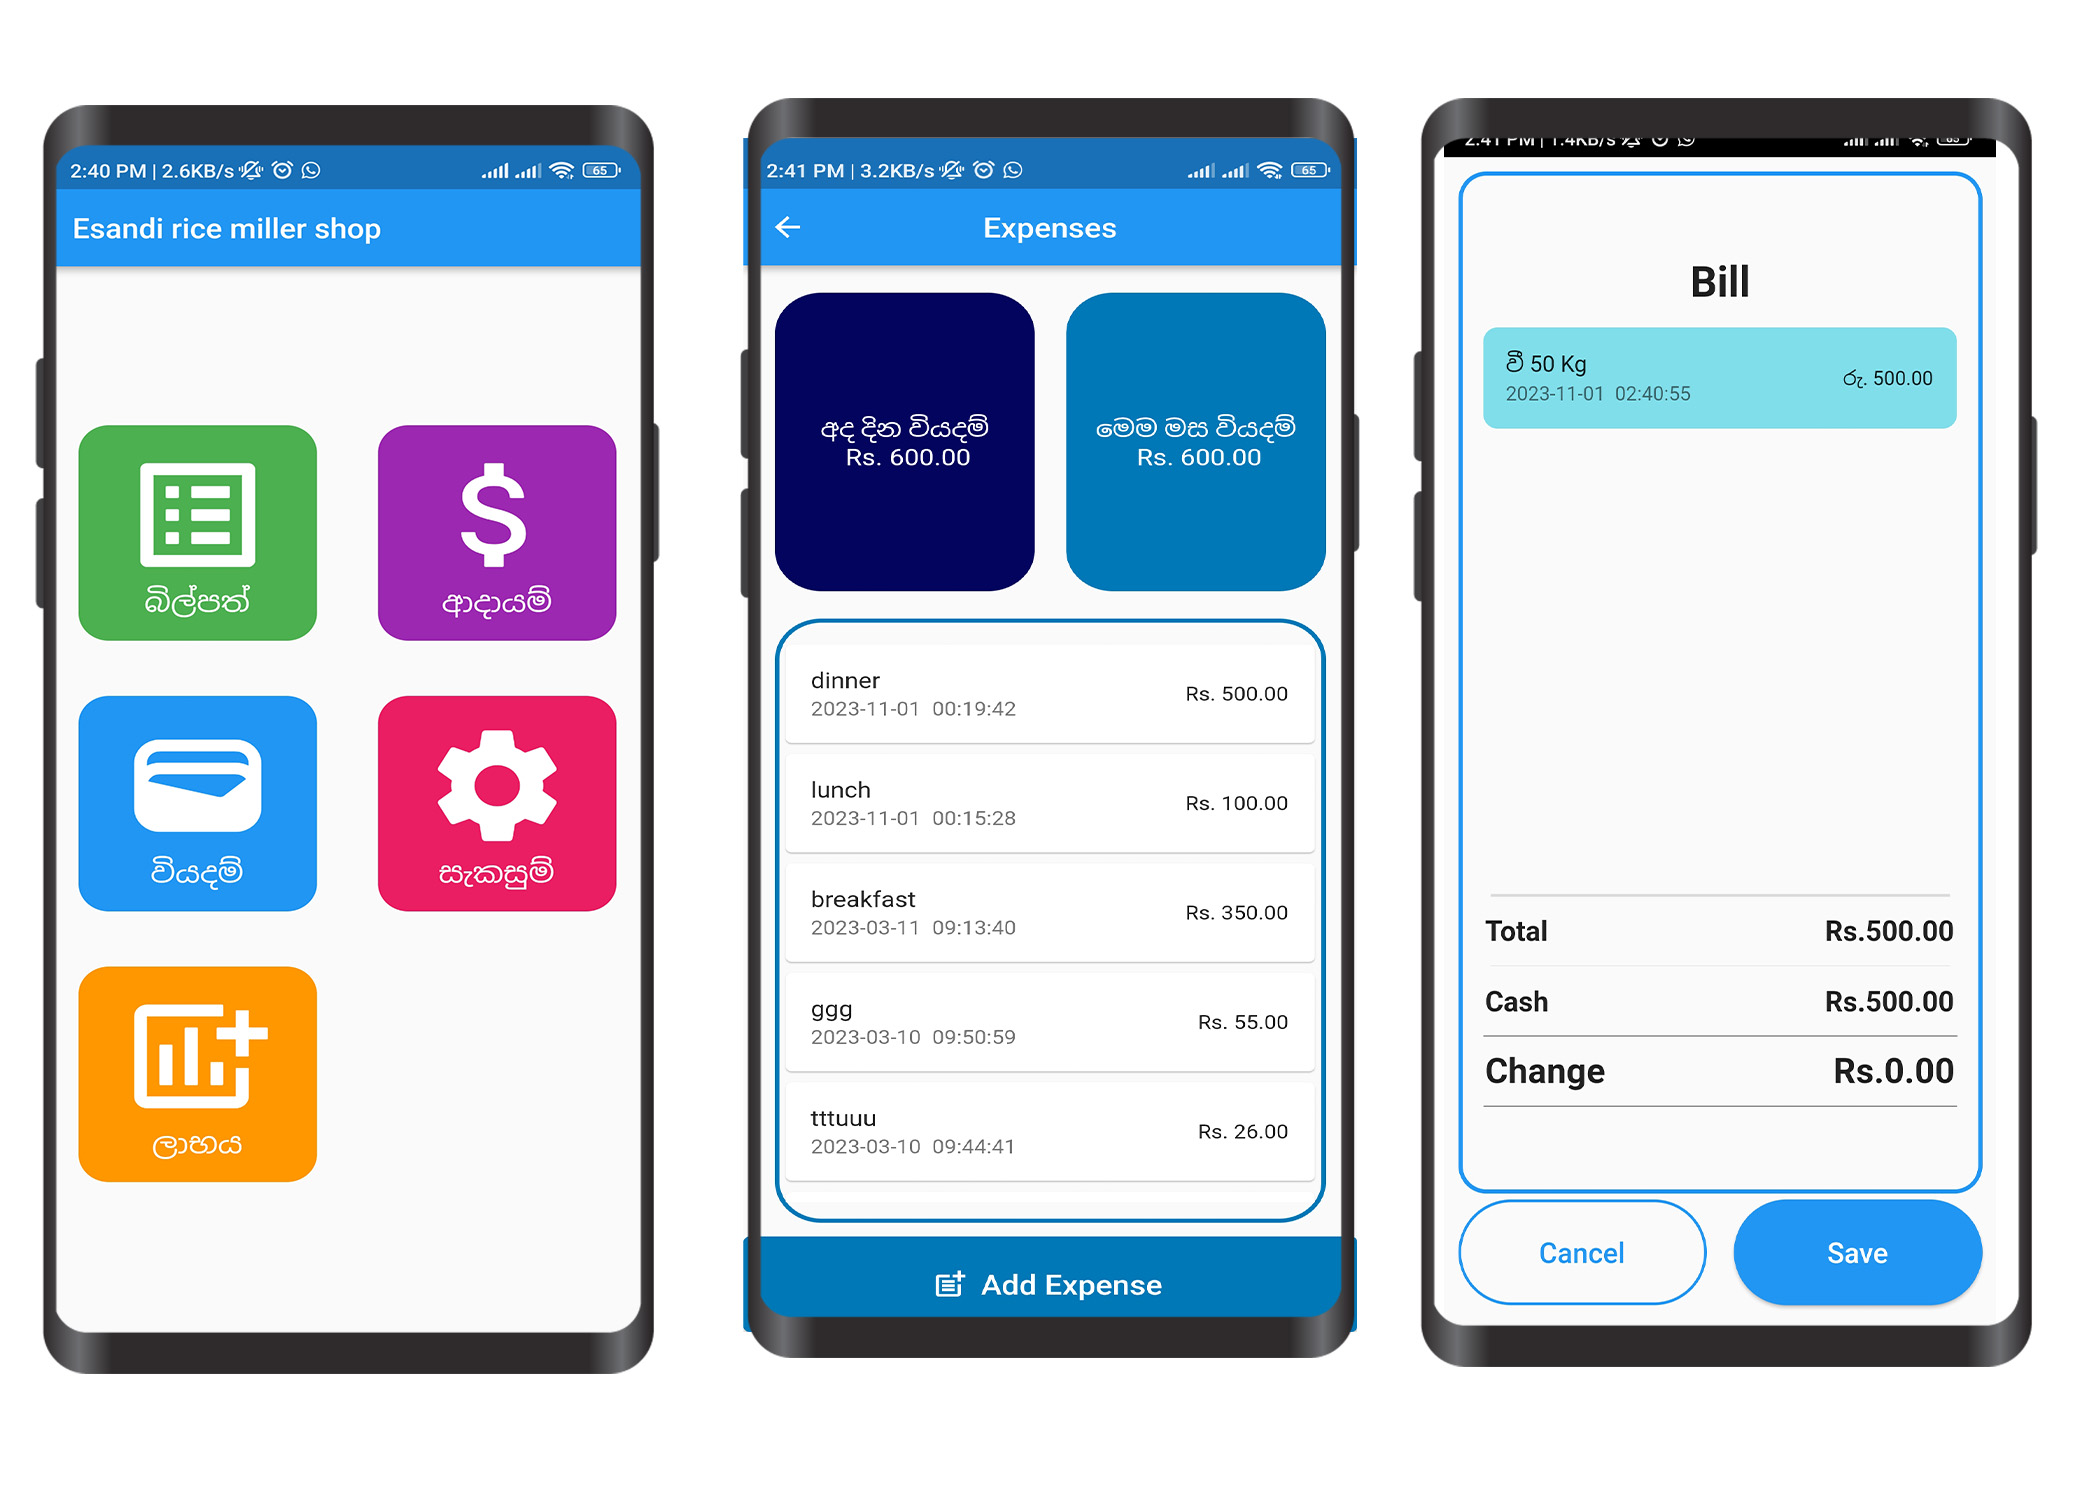 2:40 PM | 2.6KB/s
65
Esandi rice miller shop
බිල්පත්
ආදායම්
වියදම්
සැකසුම්
ලාභය
2:41 PM | 3.2KB/s
65
Expenses
අද දින වියදම්
Rs. 600.00
මෙම මස වියදම්
Rs. 600.00
dinner
2023-11-01 00:19:42
Rs. 500.00
lunch
2023-11-01 00:15:28
Rs. 100.00
breakfast
2023-03-11 09:13:40
Rs. 350.00
ggg
2023-03-10 09:50:59
Rs. 55.00
tttuuu
2023-03-10 09:44:41
Rs. 26.00
Add Expense
2:41 PM | 1.4KB/s
65
Bill
වී 50 Kg
2023-11-01 02:40:55
රු. 500.00
Total Rs.500.00
Cash Rs.500.00
Change Rs.0.00
Cancel
Save